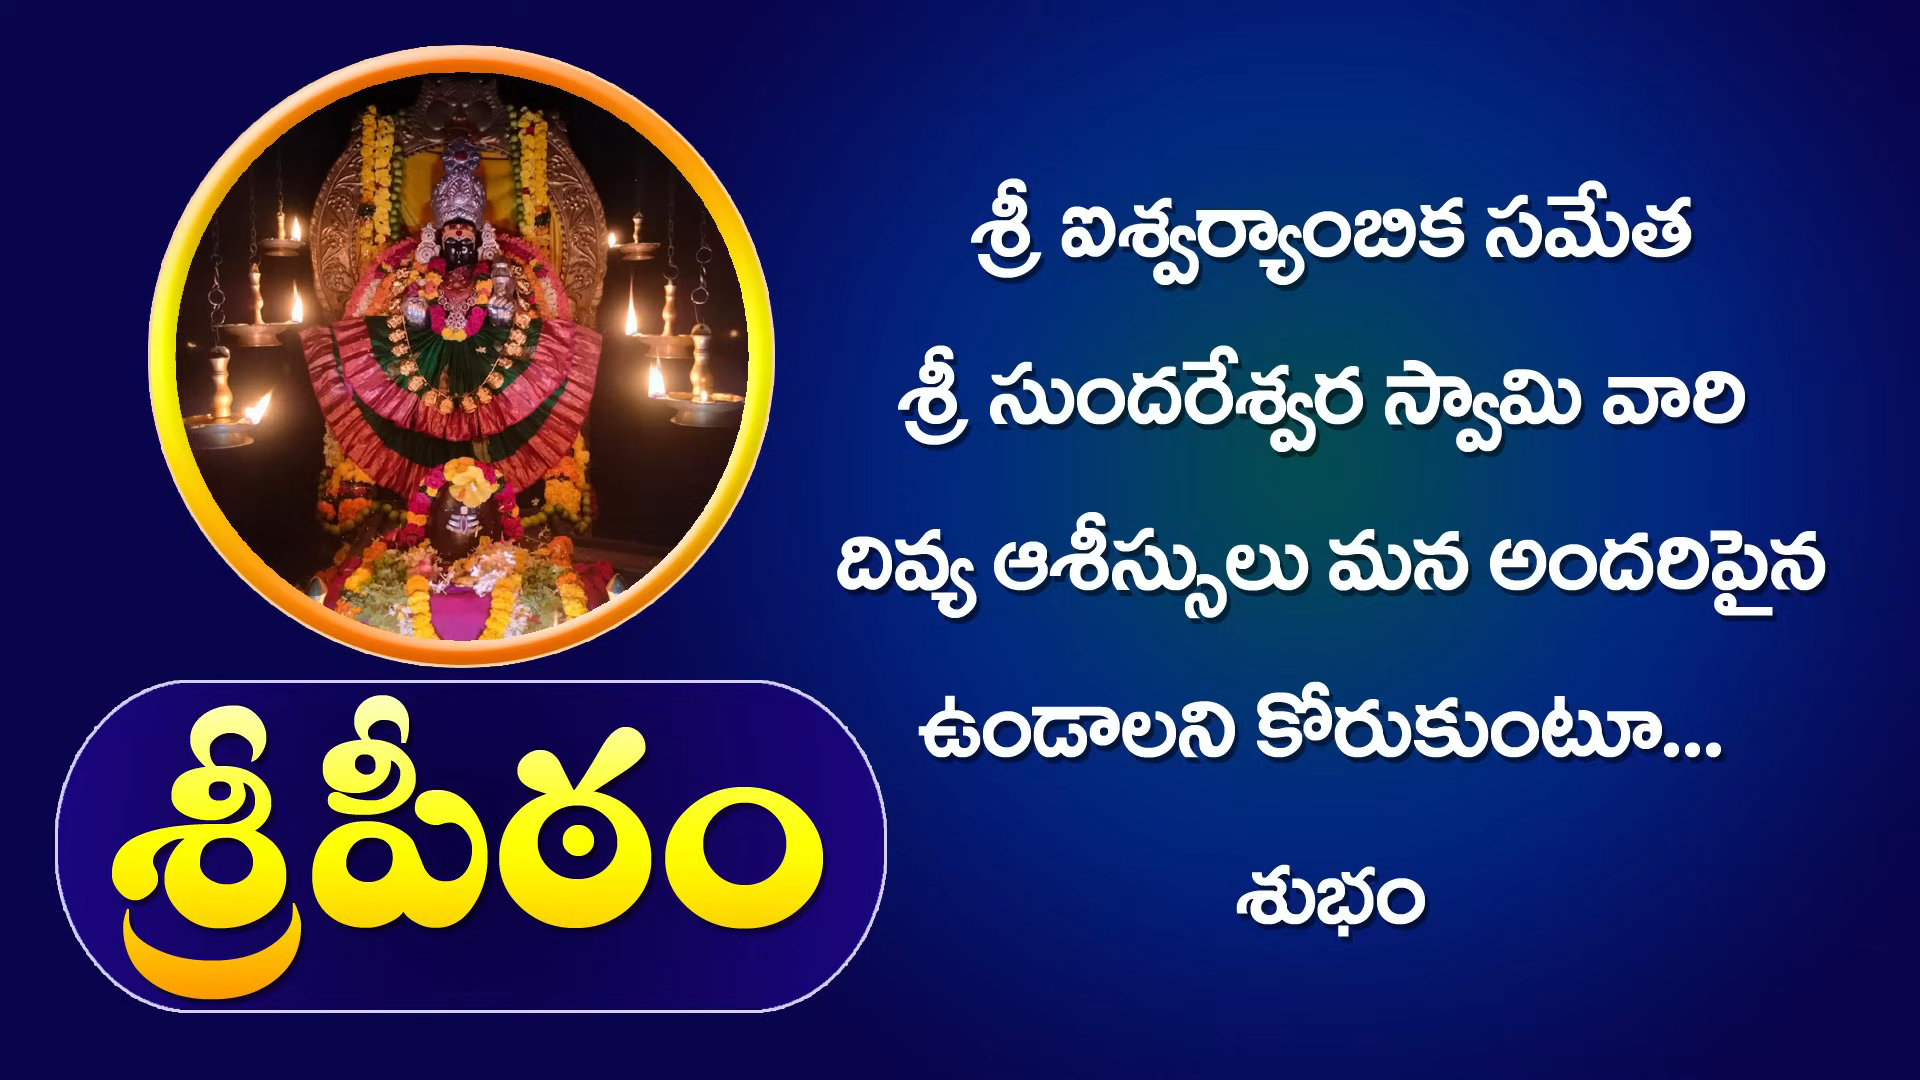 శ్రీ ఐశ్వర్యాంబిక సమేత
శ్రీ సుందరేశ్వర స్వామి వారి
దివ్య ఆశీస్సులు మన అందరిపైన
ఉండాలని కోరుకుంటూ...
శుభం
శ్రీపీఠం